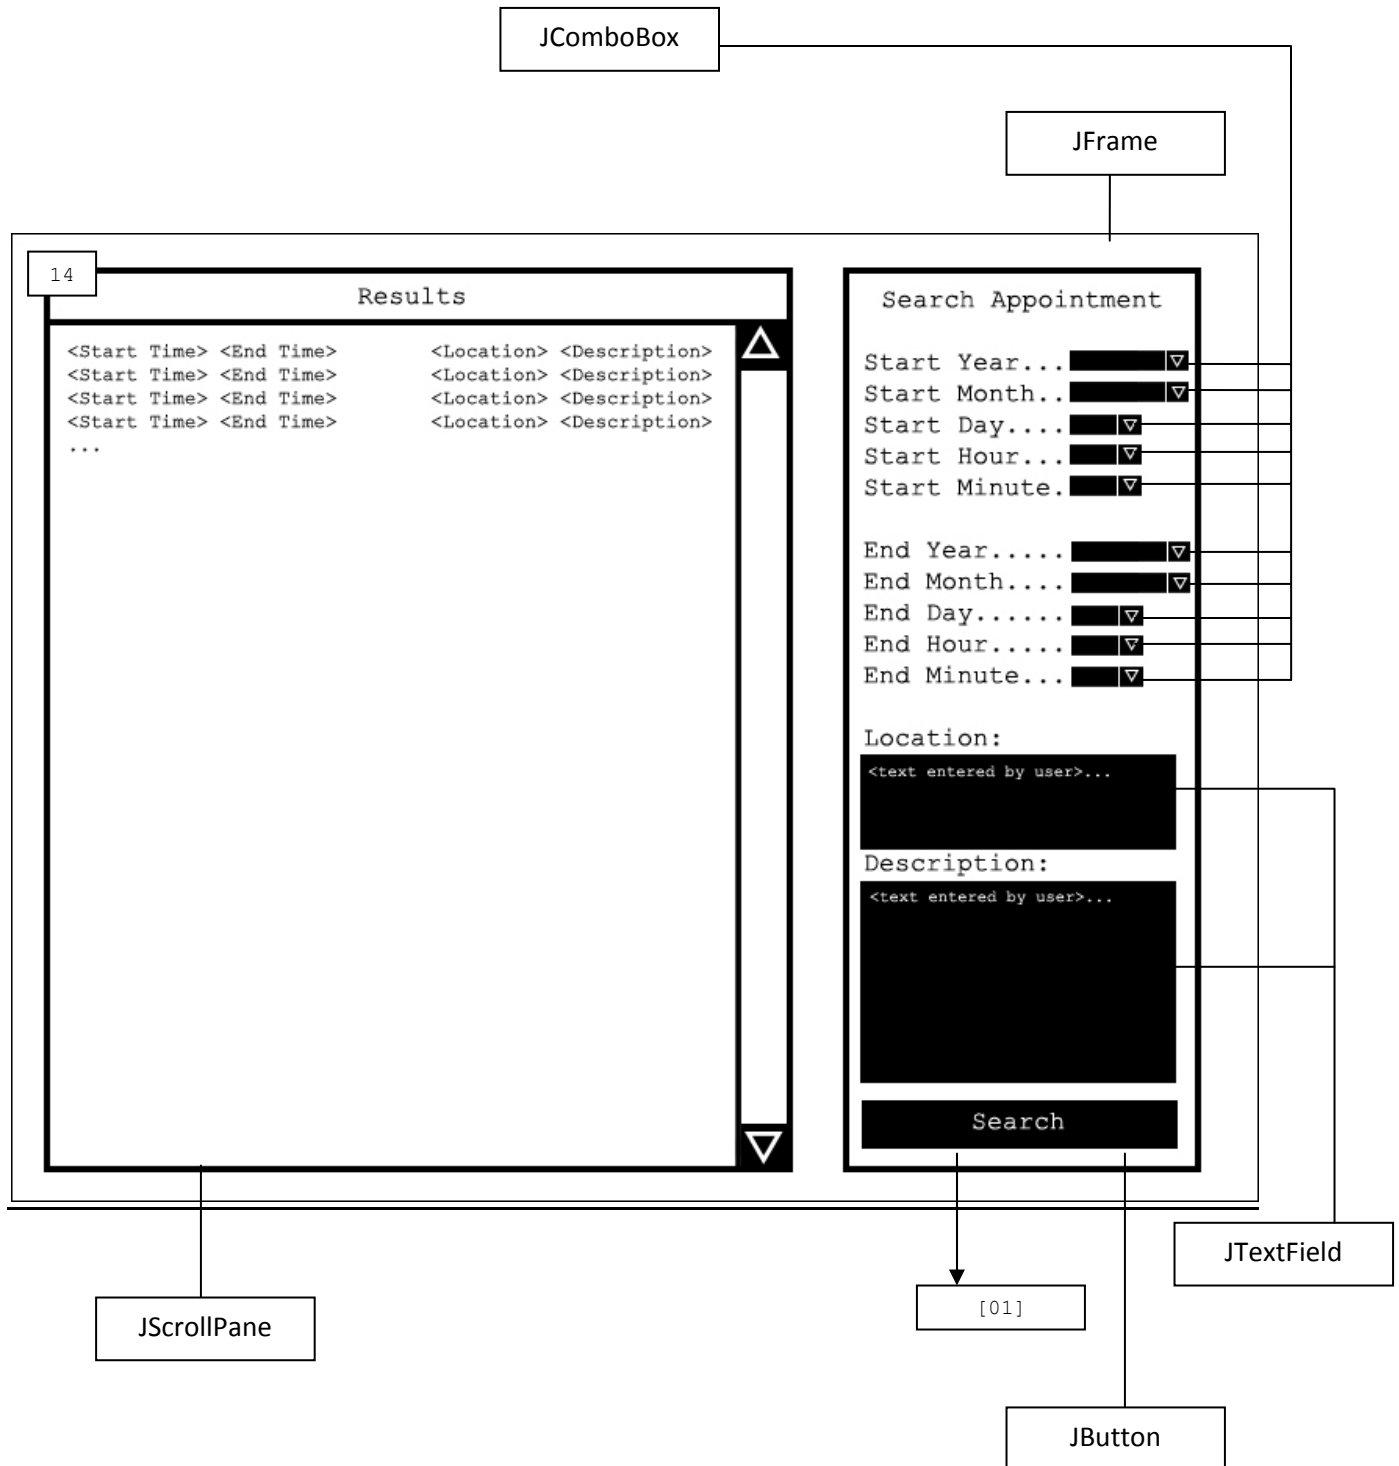 JComboBox
JFrame
14
Results
<Start Time> <End Time> <Location> <Description>
<Start Time> <End Time> <Location> <Description>
<Start Time> <End Time> <Location> <Description>
<Start Time> <End Time> <Location> <Description>
...
Search Appointment
Start Year...
Start Month..
Start Day....
Start Hour...
Start Minute.
End Year.....
End Month....
End Day......
End Hour.....
End Minute...
Location:
<text entered by user>...
Description:
<text entered by user>...
Search
JTextField
[01]
JScrollPane
JButton